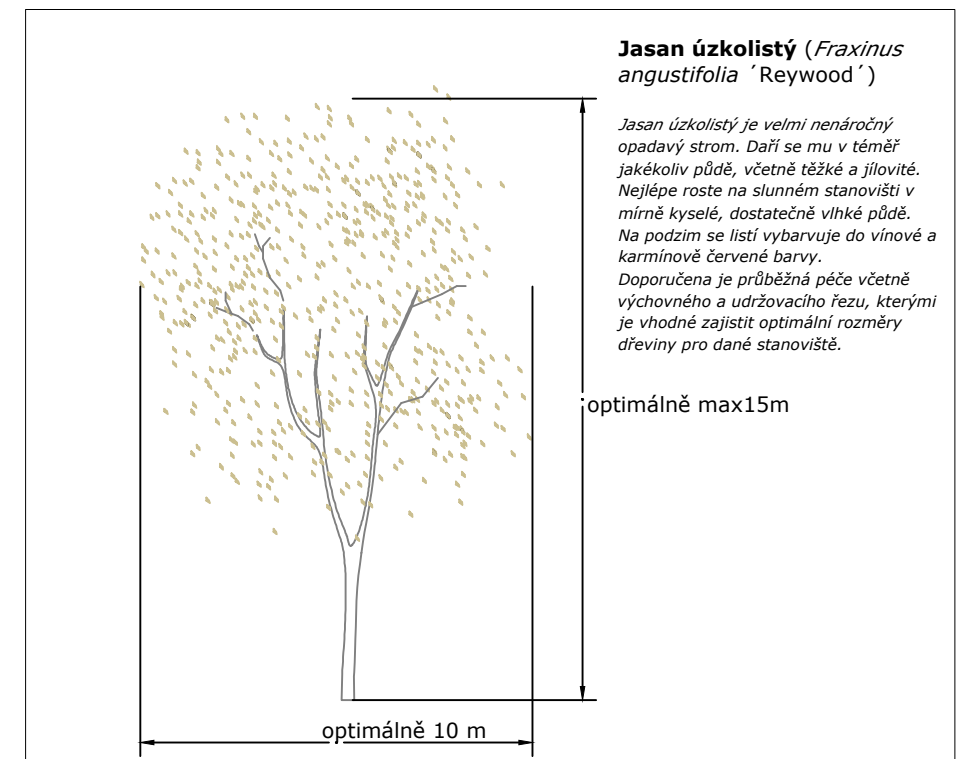 Jasan úzkolistý (Fraxinus
angustifolia ´Reywood´)
Jasan úzkolistý je velmi nenáročný
opadavý strom. Daří se mu v téměř
jakékoliv půdě, včetně těžké a jílovité.
Nejlépe roste na slunném stanovišti v
mírně kyselé, dostatečně vlhké půdě.
Na podzim se listí vybarvuje do vínové a
karmínově červené barvy.
Doporučena je průběžná péče včetně
výchovného a udržovacího řezu, kterými
je vhodné zajistit optimální rozměry
dřeviny pro dané stanoviště.
optimálně max15m
optimálně 10 m